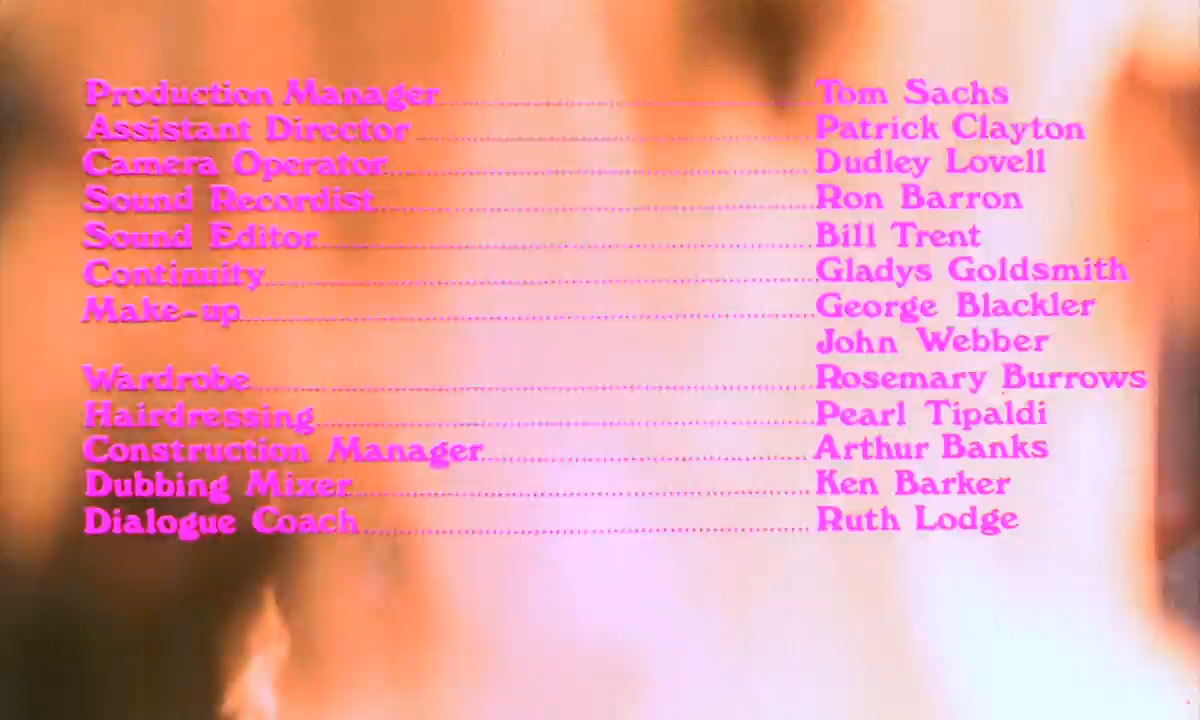 Production Manager........................Tom Sachs
Assistant Director........................Patrick Clayton
Camera Operator........................Dudley Lovell
Sound Recordist........................Ron Barron
Sound Editor........................Bill Trent
Continuity........................Gladys Goldsmith
Make-up........................George Blackler
John Webber
Wardrobe........................Rosemary Burrows
Hairdressing........................Pearl Tipaldi
Construction Manager........................Arthur Banks
Dubbing Mixer........................Ken Barker
Dialogue Coach........................Ruth Lodge